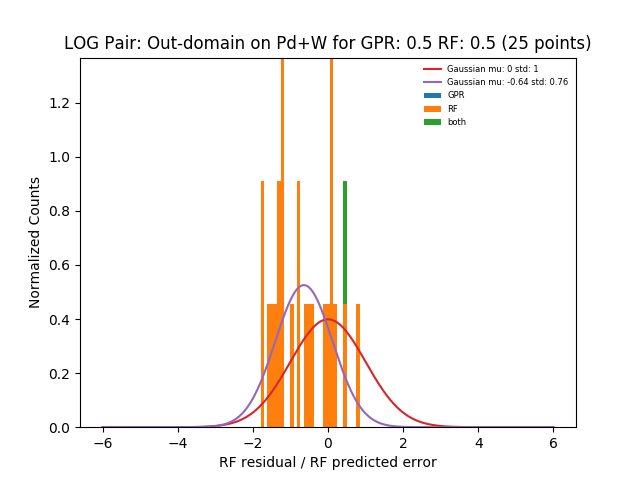 LOG Pair: Out-domain on Pd+W for GPR: 0.5 RF: 0.5 (25 points)
Gaussian mu: 0 std: 1
Gaussian mu: -0.64 std: 0.76
GPR
RF
both
Normalized Counts
1.2
1.0
0.8
0.6
0.4
0.2
0.0
−6 −4 −2 0 2 4 6
RF residual / RF predicted error